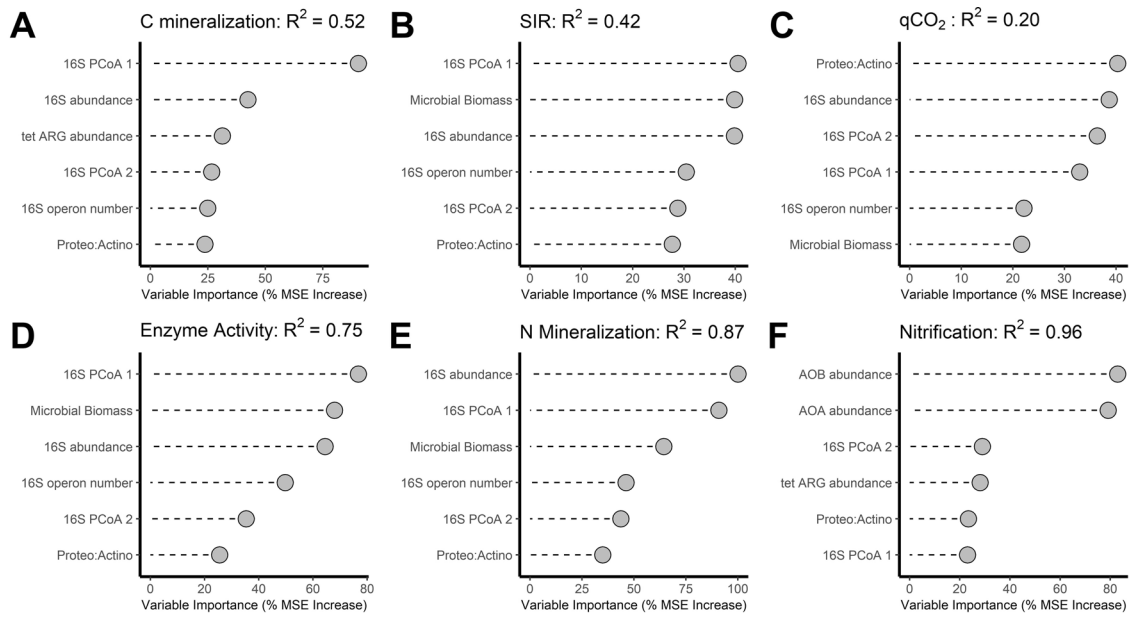 A
C mineralization: R² = 0.52
16S PCoA 1
16S abundance
tet ARG abundance
16S PCoA 2
16S operon number
Proteo:Actino
0 25 50 75
Variable Importance (% MSE Increase)
B
SIR: R² = 0.42
16S PCoA 1
Microbial Biomass
16S abundance
16S operon number
16S PCoA 2
Proteo:Actino
0 10 20 30 40
Variable Importance (% MSE Increase)
C
qCO₂ : R² = 0.20
Proteo:Actino
16S abundance
16S PCoA 2
16S PCoA 1
16S operon number
Microbial Biomass
0 10 20 30 40
Variable Importance (% MSE Increase)
D
Enzyme Activity: R² = 0.75
16S PCoA 1
Microbial Biomass
16S abundance
16S operon number
16S PCoA 2
Proteo:Actino
0 20 40 60 80
Variable Importance (% MSE Increase)
E
N Mineralization: R² = 0.87
16S abundance
16S PCoA 1
Microbial Biomass
16S operon number
16S PCoA 2
Proteo:Actino
0 25 50 75 100
Variable Importance (% MSE Increase)
F
Nitrification: R² = 0.96
AOB abundance
AOA abundance
16S PCoA 2
tet ARG abundance
Proteo:Actino
16S PCoA 1
0 20 40 60 80
Variable Importance (% MSE Increase)